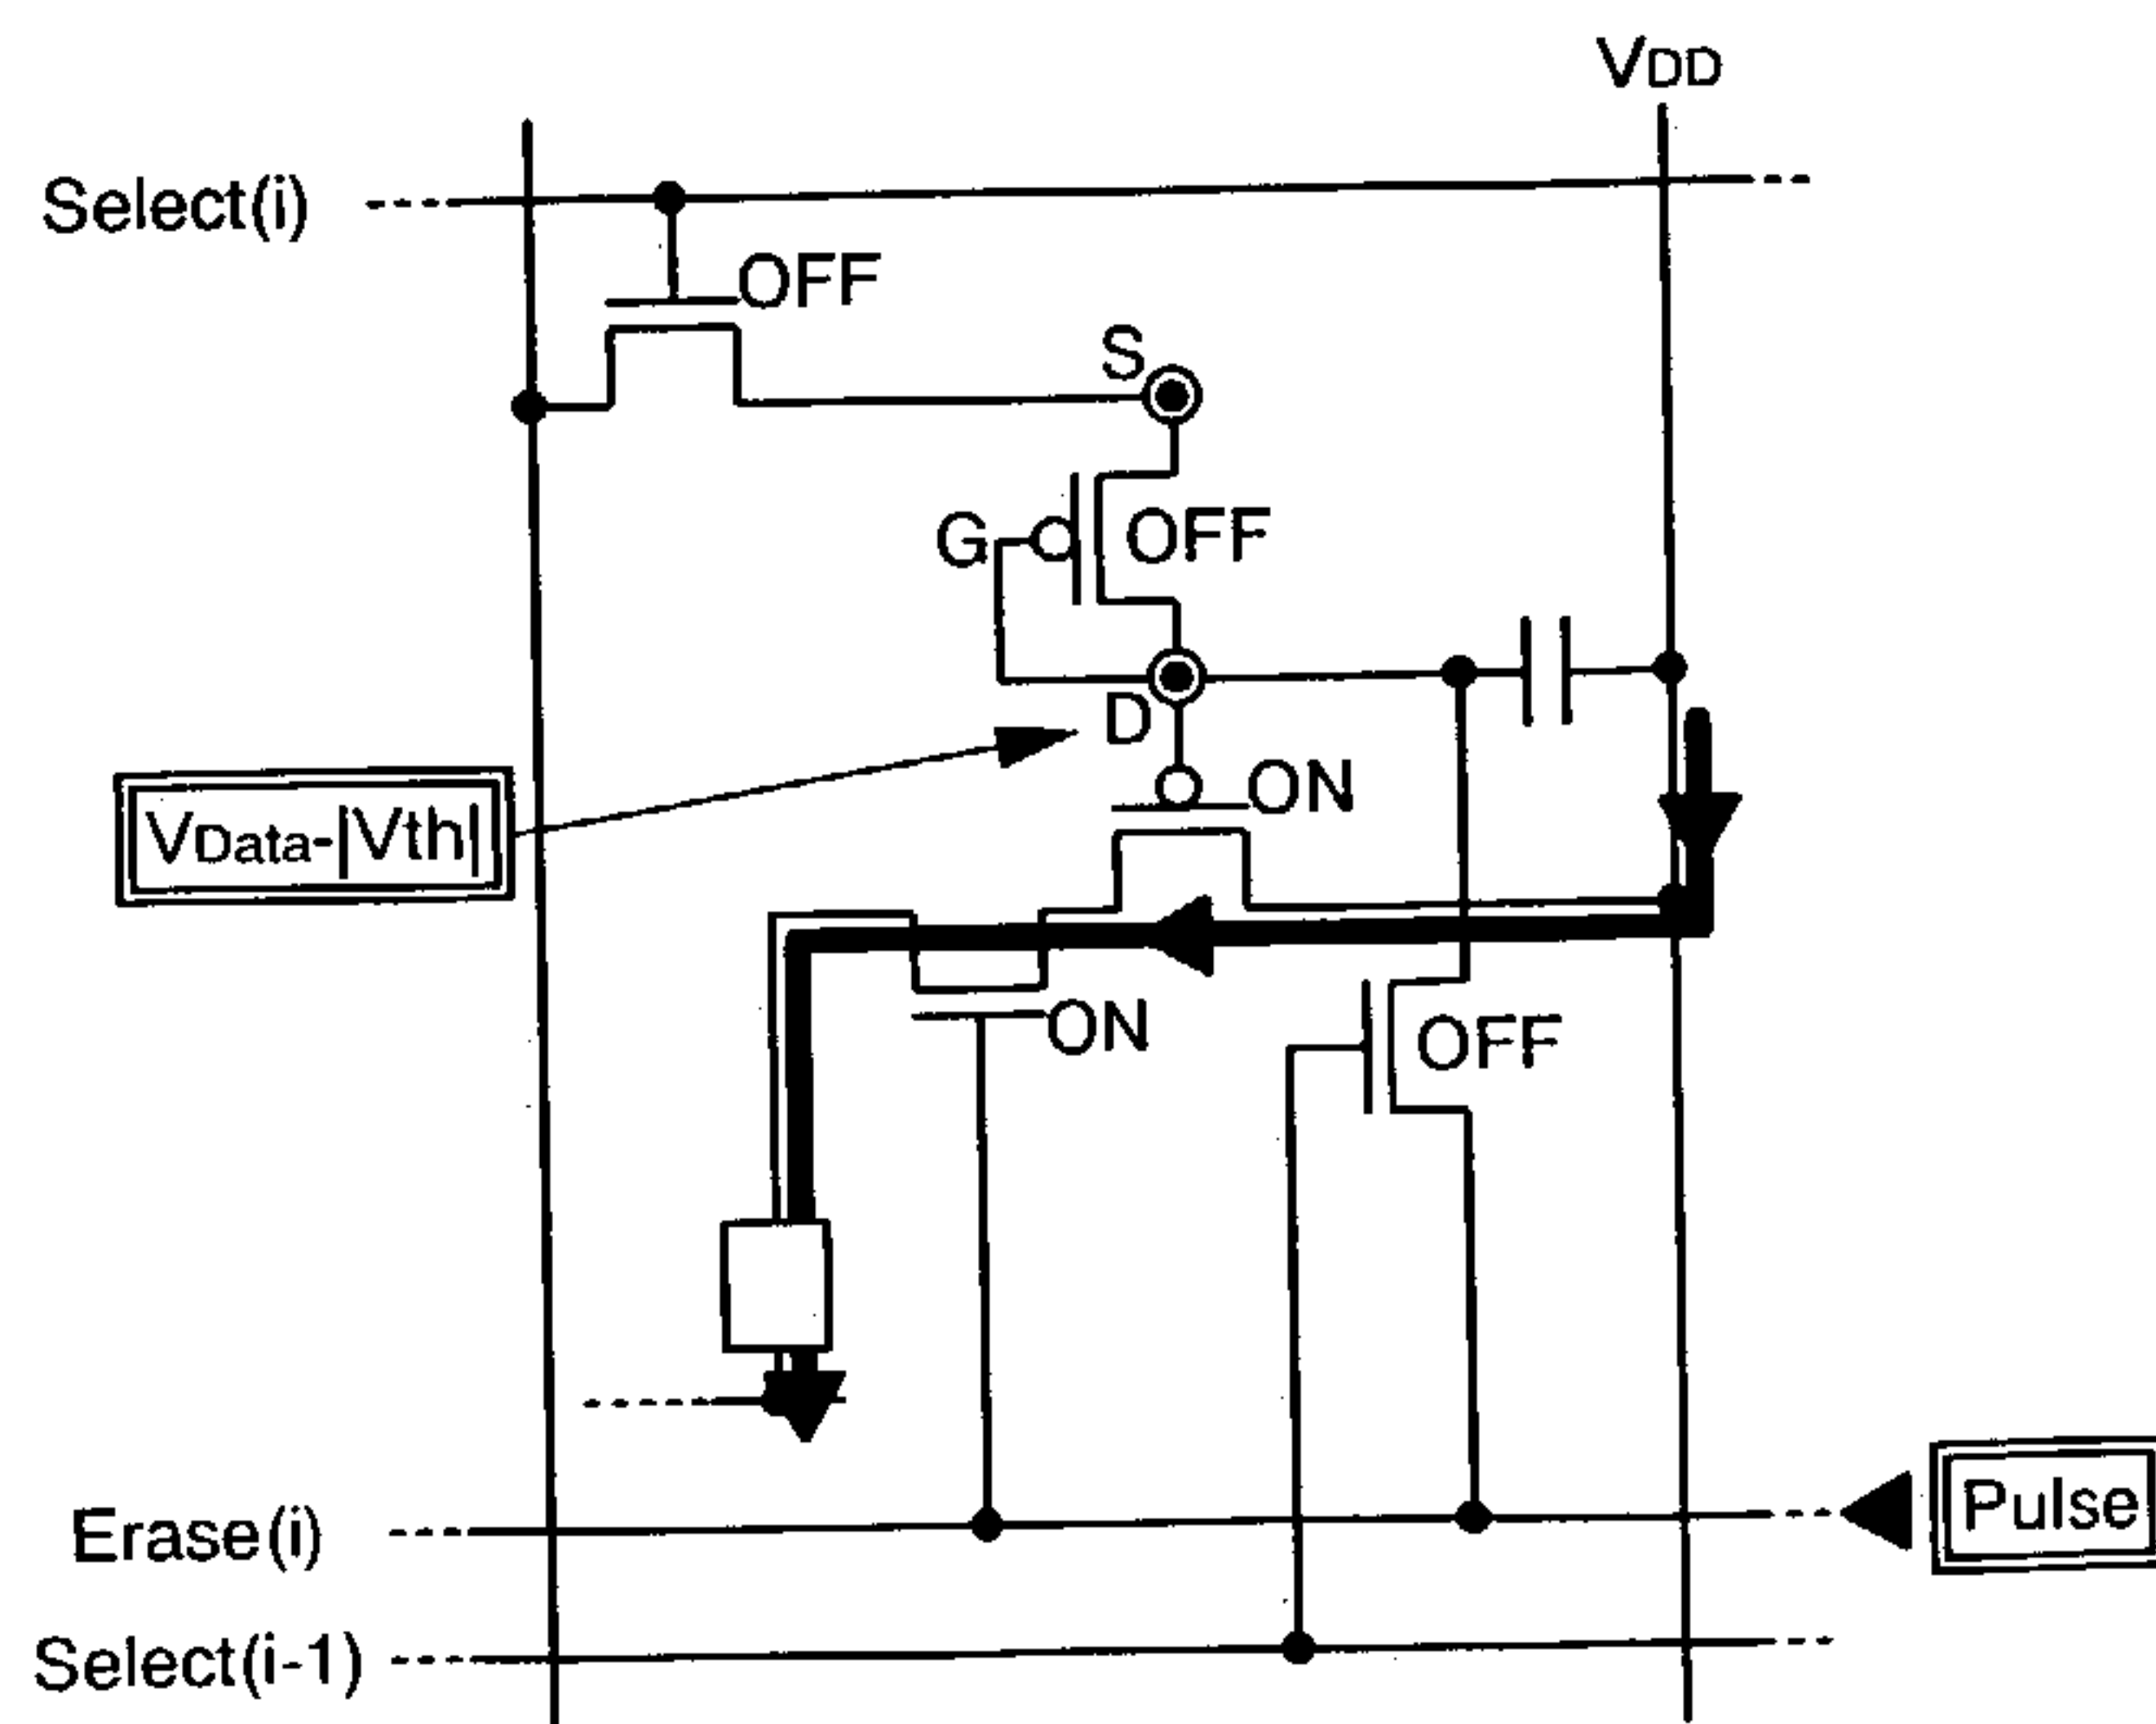 VDD
Select(i)
OFF
S
G
OFF
D
ON
VData-|Vth|
ON
OFF
Pulse
Erase(i)
Select(i-1)